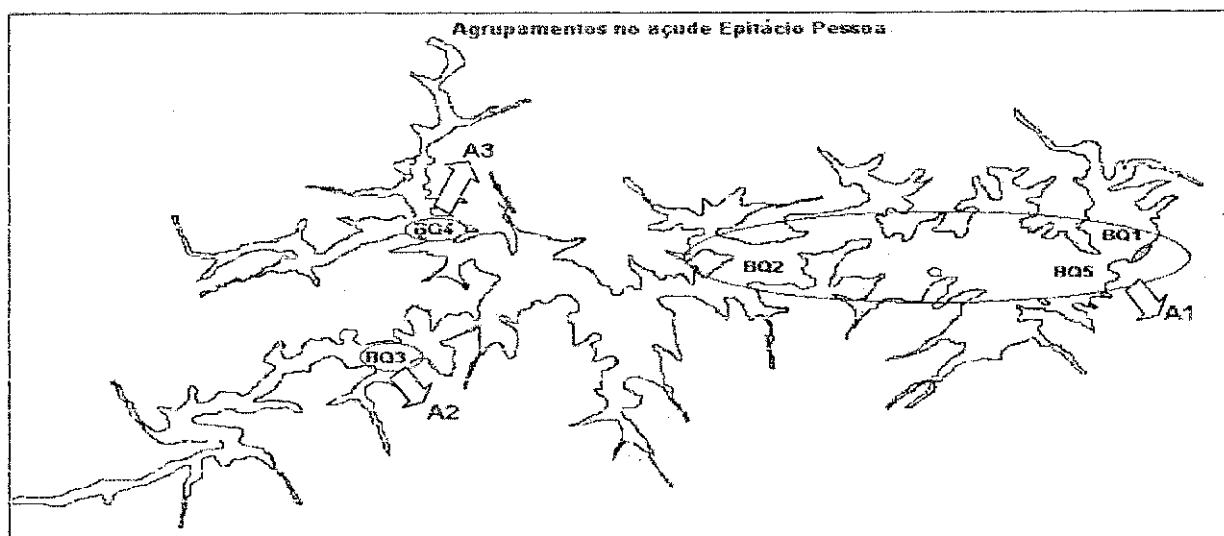 Agrupamentos no açude Epitácio Pessoa
A3
BQ4
BQ1
BQ2
BQ5
A1
BQ3
A2